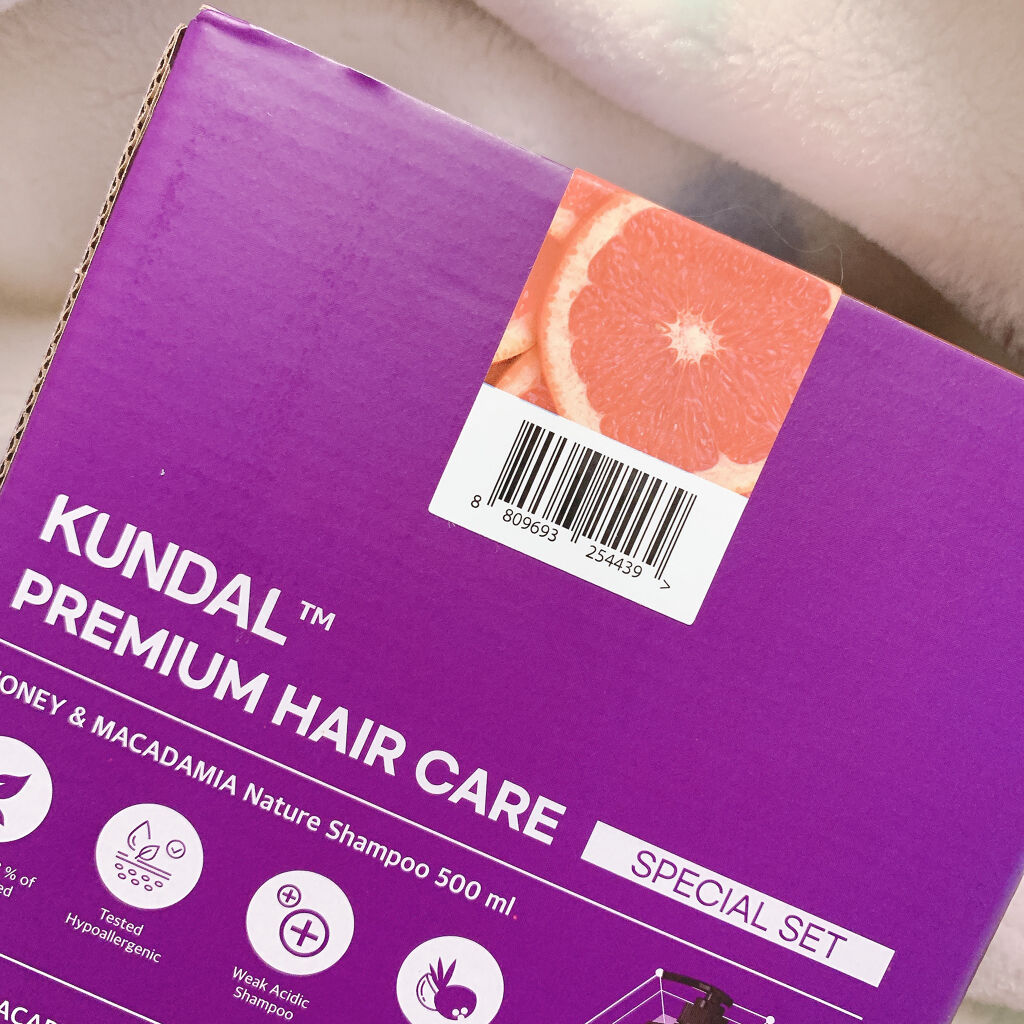 8 809693 254439 >
KUNDAL™
PREMIUM HAIR CARE
SPECIAL SET
& MACADAMIA Nature Shampoo 500 ml.
% of
Tested
Hypoallergenic
Weak Acidic
Shampoo